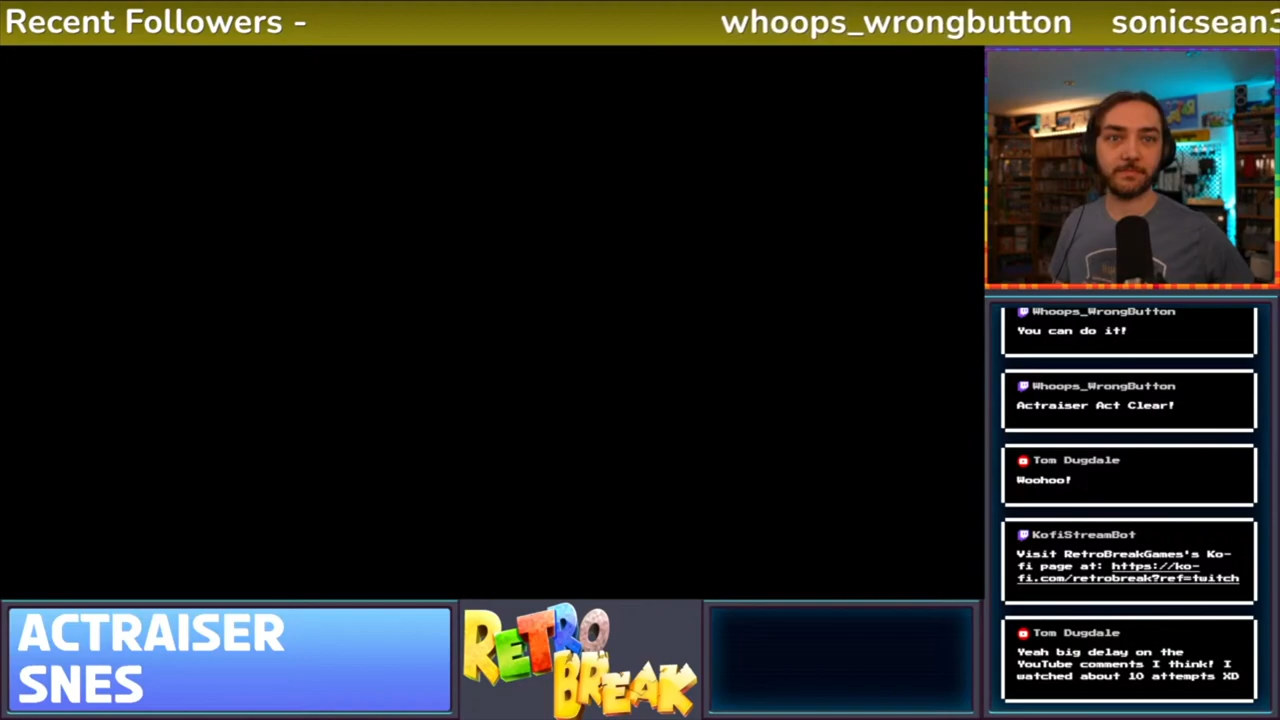 Recent Followers -
whoops_wrongbutton sonicsean3
Whoops_WrongButton
You can do it!
Whoops_WrongButton
Actraiser Act Clear!
Tom Dugdale
Woohoo!
KofiStreamBot
Visit RetroBreakGames's Ko-
fi page at: https://ko-
fi.com/retrobreak?ref=twitch
Tom Dugdale
Yeah big delay on the
YouTube comments I think! I
watched about 10 attempts XD
ACTRAISER
SNES
RETRO
BREAK